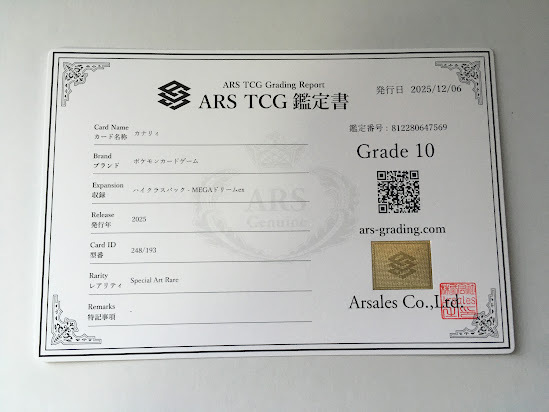 ARS TCG Grading Report
ARS TCG 鑑定書
発行日 2025/12/06
Card Name
カード名称 カナリィ
鑑定番号 : 812280647569
Brand
ブランド ポケモンカードゲーム
Grade 10
Expansion
収録 ハイクラスパック - MEGAドリームex
ARS
Genuine
Release
発行年 2025
ars-grading.com
Card ID
型番 248/193
Rarity
レアリティ Special Art Rare
Arsales Co.,Ltd.
Remarks
特記事項 -